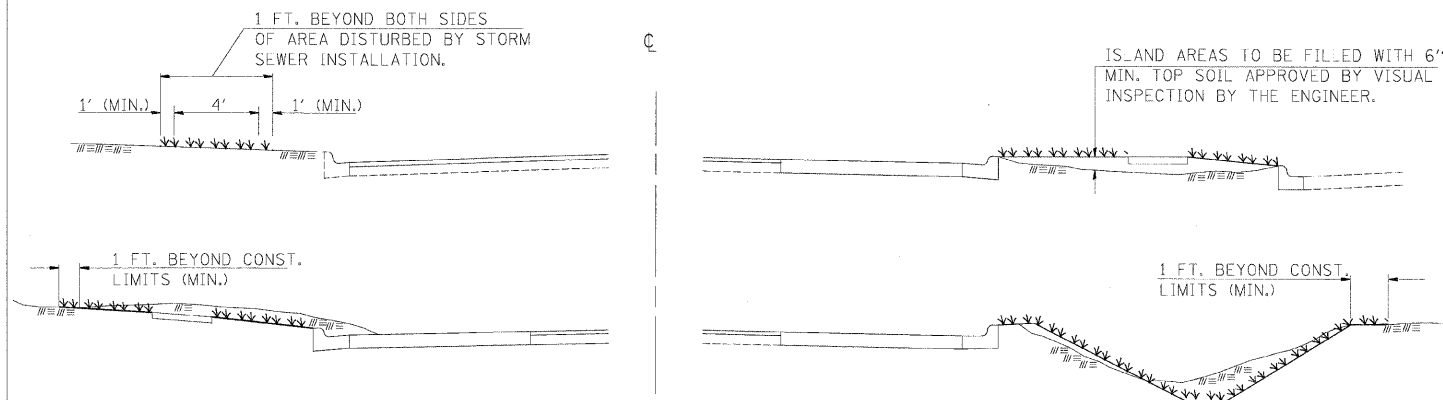 1 FT. BEYOND BOTH SIDES
OF AREA DISTURBED BY STORM
SEWER INSTALLATION.
1' (MIN.)
4'
1' (MIN.)
℄
ISLAND AREAS TO BE FILLED WITH 6"
MIN. TOP SOIL APPROVED BY VISUAL
INSPECTION BY THE ENGINEER.
1 FT. BEYOND CONST.
LIMITS (MIN.)
1 FT. BEYOND CONST.
LIMITS (MIN.)